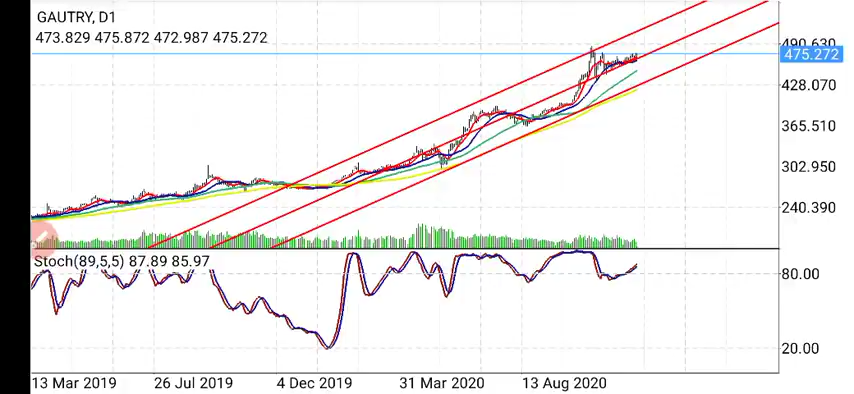 GAUTRY, D1
473.829 475.872 472.987 475.272
490.630
475.272
428.070
365.510
302.950
240.390
Stoch(89,5,5) 87.89 85.97
80.00
20.00
13 Mar 2019
26 Jul 2019
4 Dec 2019
31 Mar 2020
13 Aug 2020